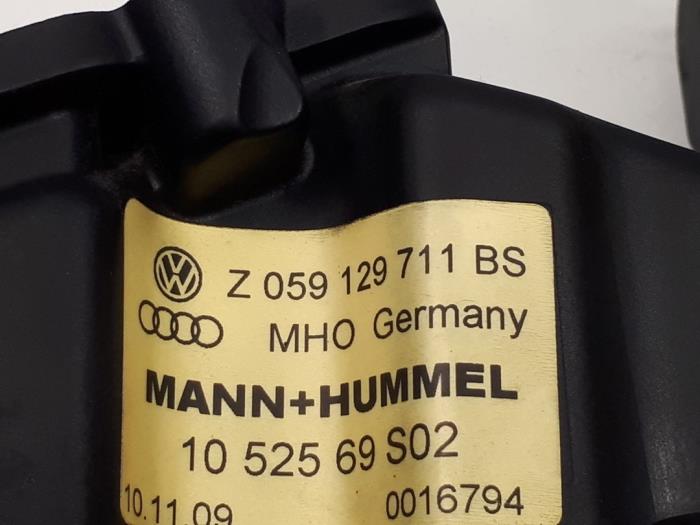 Z 059 129 711 BS
MHO Germany
MANN+HUMMEL
10 525 69 S02
10.11.09 0016794